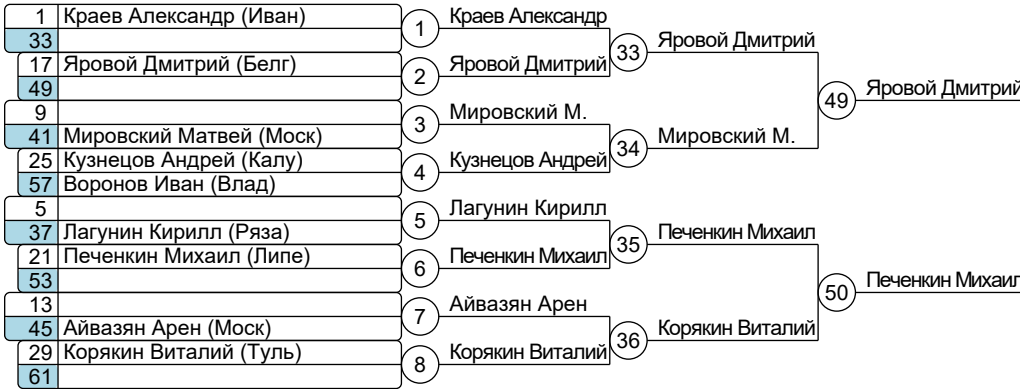 1 Краев Александр (Иван)
33
17 Яровой Дмитрий (Белг)
49
9
41 Мировский Матвей (Моск)
25 Кузнецов Андрей (Калу)
57 Воронов Иван (Влад)
5
37 Лагунин Кирилл (Ряза)
21 Печенкин Михаил (Липе)
53
13
45 Айвазян Арен (Моск)
29 Корякин Виталий (Туль)
61
1 Краев Александр
2 Яровой Дмитрий
3 Мировский М.
4 Кузнецов Андрей
5 Лагунин Кирилл
6 Печенкин Михаил
7 Айвазян Арен
8 Корякин Виталий
33 Яровой Дмитрий
34 Мировский М.
35 Печенкин Михаил
36 Корякин Виталий
49 Яровой Дмитрий
50 Печенкин Михаил